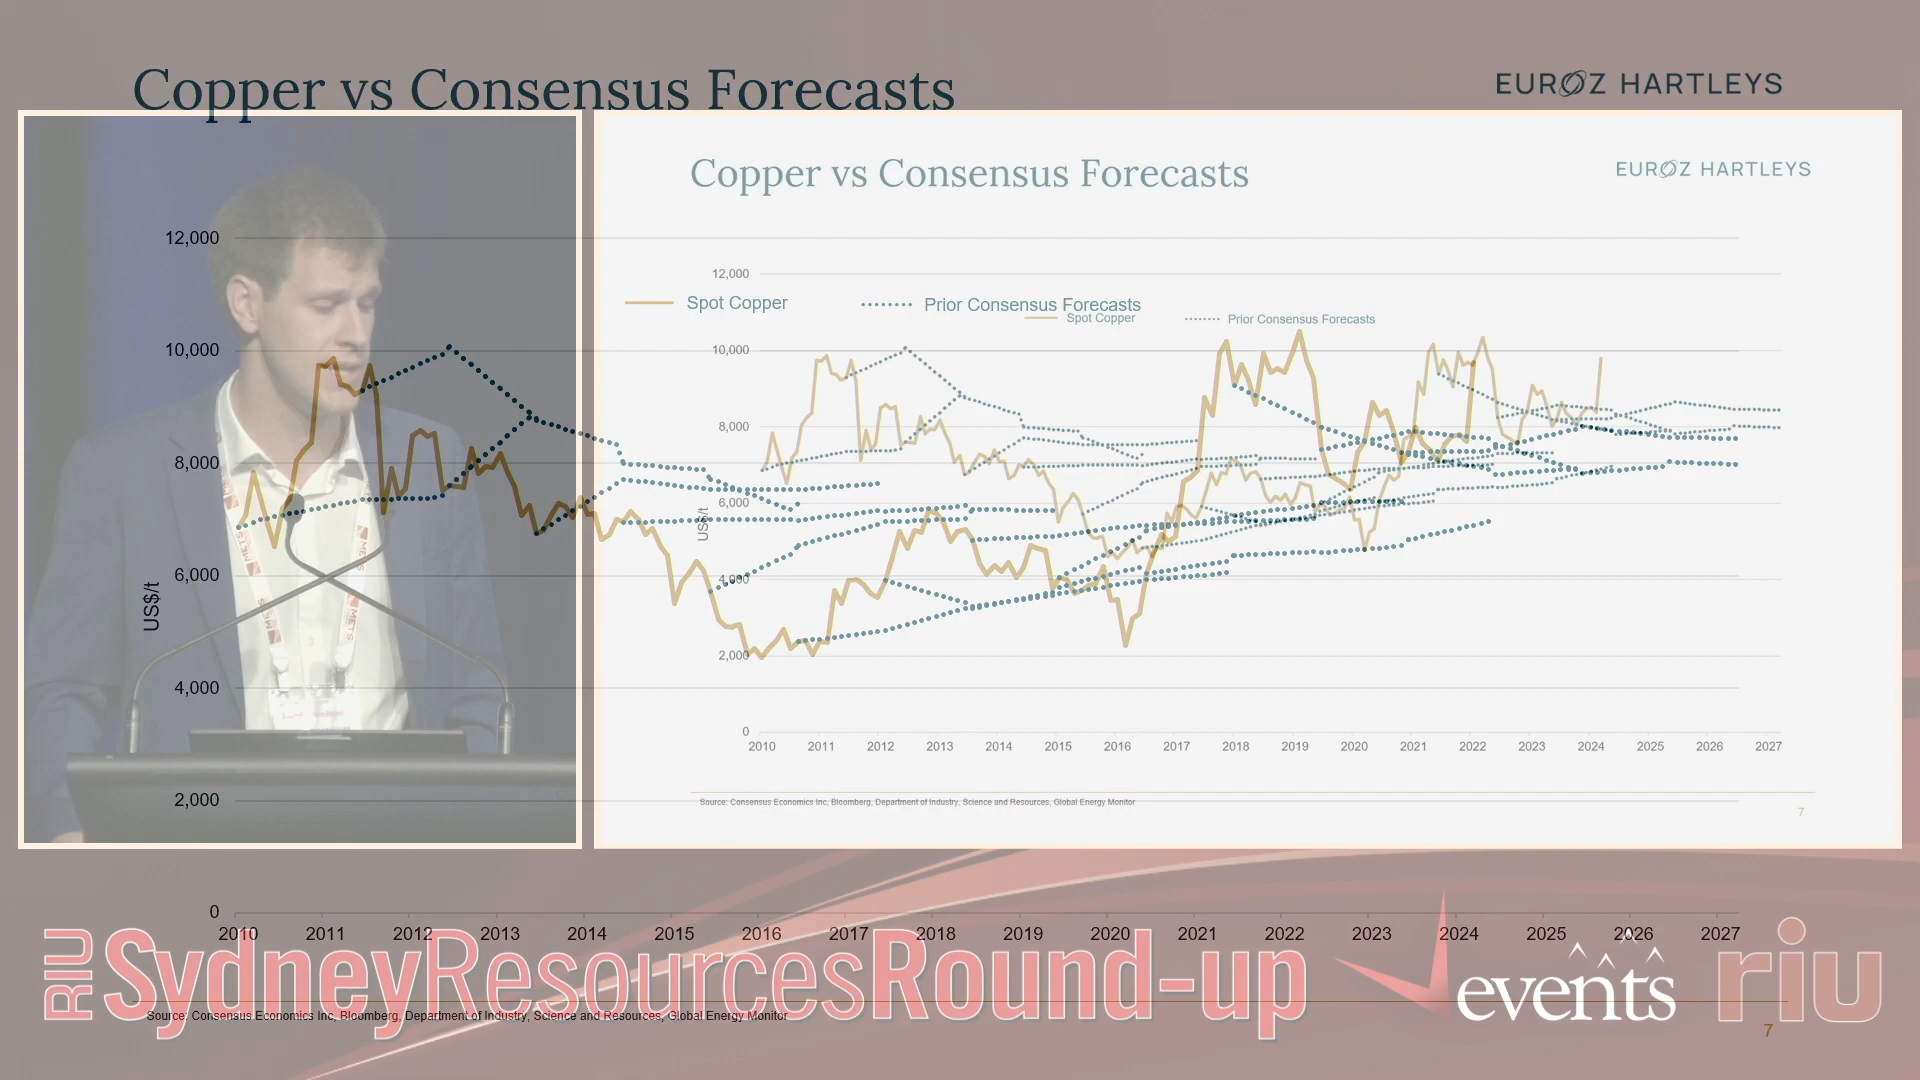 Copper vs Consensus Forecasts
EUROZ HARTLEYS
Copper vs Consensus Forecasts
EUROZ HARTLEYS
12,000
12,000
Spot Copper
Prior Consensus Forecasts
Spot Copper
Prior Consensus Forecasts
10,000
10,000
8,000
8,000
6,000
US$/t
6,000
4,000
US$/t
2,000
4,000
0
2010 2011 2012 2013 2014 2015 2016 2017 2018 2019 2020 2021 2022 2023 2024 2025 2026 2027
2,000
Source: Consensus Economics Inc, Bloomberg, Department of Industry, Science and Resources, Global Energy Monitor
7
METS
METS
METS
0
2010 2011 2012 2013 2014 2015 2016 2017 2018 2019 2020 2021 2022 2023 2024 2025 2026 2027
RIU SydneyResourcesRound-up
events
riu
Source: Consensus Economics Inc, Bloomberg, Department of Industry, Science and Resources, Global Energy Monitor
7